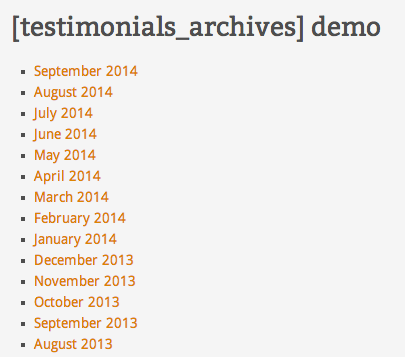 [testimonials_archives] demo
September 2014
August 2014
July 2014
June 2014
May 2014
April 2014
March 2014
February 2014
January 2014
December 2013
November 2013
October 2013
September 2013
August 2013